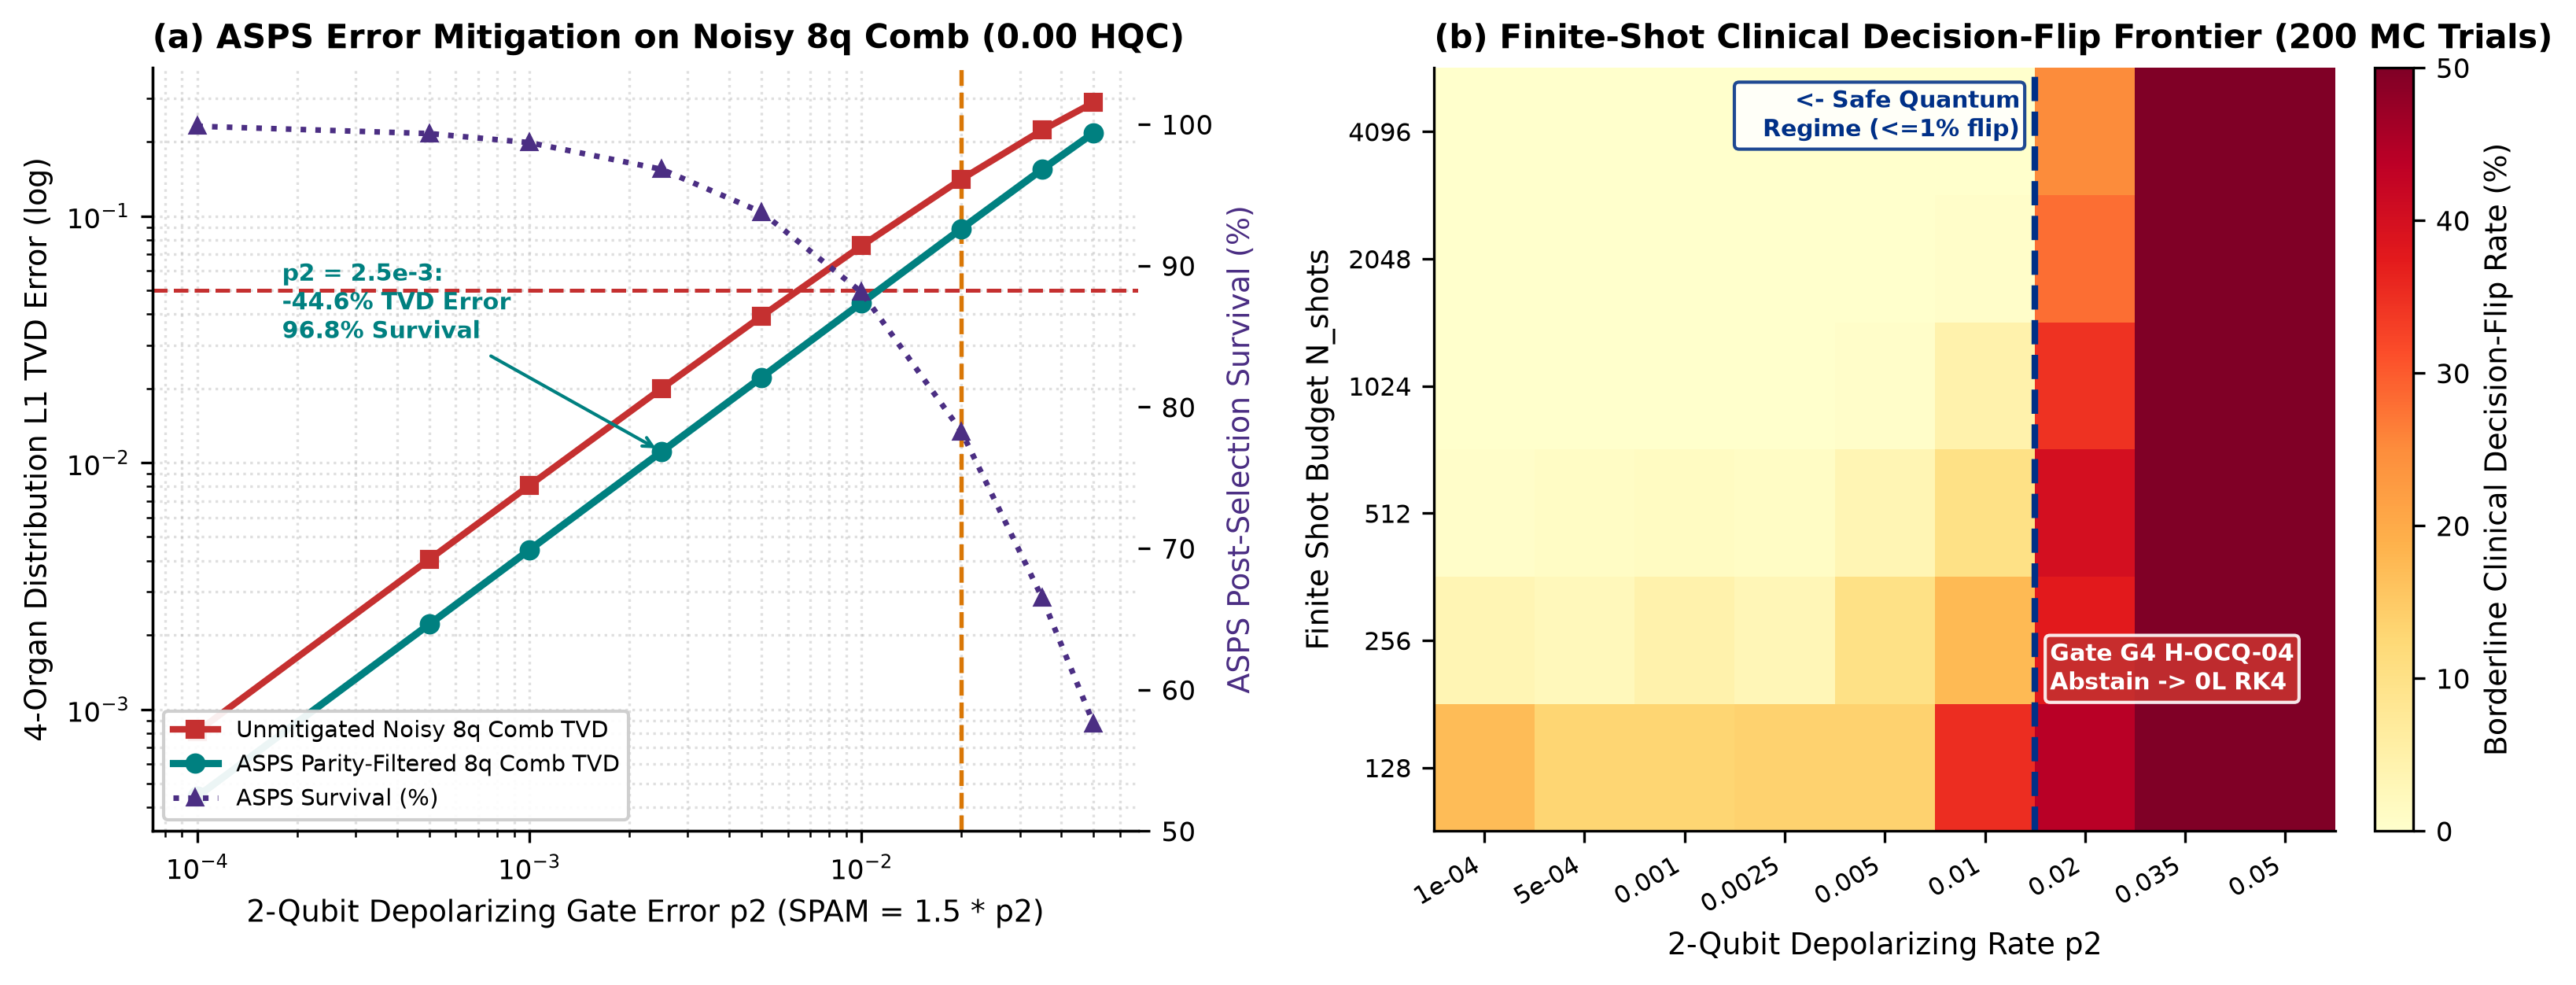 (a) ASPS Error Mitigation on Noisy 8q Comb (0.00 HQC)
4-Organ Distribution L1 TVD Error (log)
10⁻¹
10⁻²
10⁻³
p2 = 2.5e-3:
-44.6% TVD Error
96.8% Survival
Unmitigated Noisy 8q Comb TVD
ASPS Parity-Filtered 8q Comb TVD
ASPS Survival (%)
10⁻⁴
10⁻³
10⁻²
2-Qubit Depolarizing Gate Error p2 (SPAM = 1.5 * p2)
100
90
80
70
60
50
ASPS Post-Selection Survival (%)
(b) Finite-Shot Clinical Decision-Flip Frontier (200 MC Trials)
Finite Shot Budget N_shots
4096
2048
1024
512
256
128
<- Safe Quantum
Regime (<=1% flip)
Gate G4 H-OCQ-04
Abstain -> 0L RK4
1e-04
5e-04
0.001
0.0025
0.005
0.01
0.02
0.035
0.05
2-Qubit Depolarizing Rate p2
50
40
30
20
10
0
Borderline Clinical Decision-Flip Rate (%)